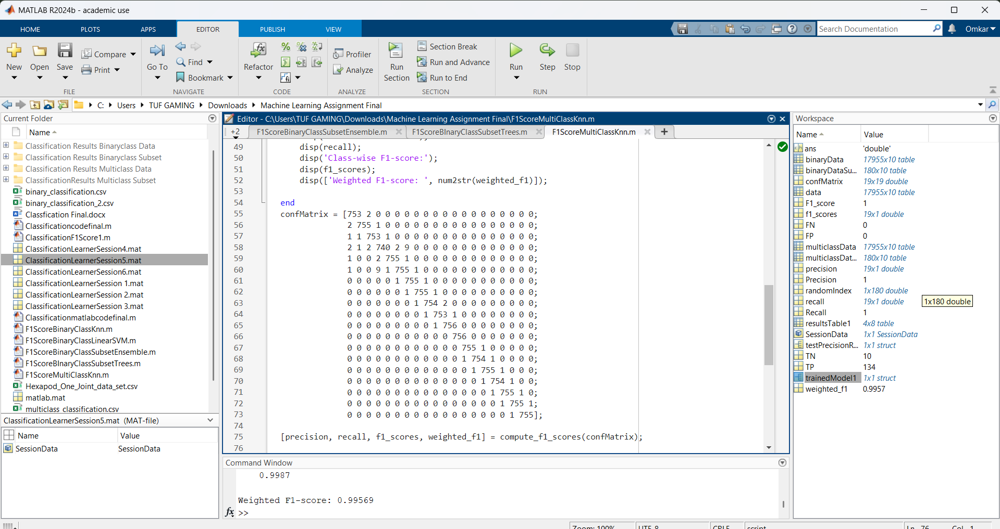 MATLAB R2024b - academic use
HOME PLOTS APPS EDITOR PUBLISH VIEW
Search Documentation
Omkar
New
Open
Save
Compare
Print
FILE
Go To
Find
Bookmark
NAVIGATE
Refactor
CODE
Profiler
Analyze
ANALYZE
Run Section
Section Break
Run and Advance
Run to End
SECTION
Run
Step
Stop
RUN
C: Users TUF GAMING Downloads Machine Learning Assignment Final
Current Folder
Name
Classification Results Binaryclass Data
Classification Results Binaryclass Subset
Classification Results Multiclass Data
ClassificationResults Multiclass Subset
binary_classification.csv
binary_classification_2.csv
Classfication Final.docx
Classificationcodefinal.m
ClassificationF1Score1.m
ClassificationLearnerSession4.mat
ClassificationLearnerSession5.mat
ClassificationLearnerSession6.mat
ClassificationLearnerSession 1.mat
ClassificationLearnerSession 2.mat
ClassificationLearnerSession 3.mat
Classificationmatlabcodefinal.m
F1ScoreBinaryClassKnn.m
F1ScoreBinaryClassLinearSVM.m
F1ScoreBinaryClassSubsetEnsemble.m
F1ScoreBInaryClassSubsetTrees.m
F1ScoreMultiClassKnn.m
Hexapod_One_Joint_data_set.csv
matlab.mat
multiclass classification.csv
ClassificationLearnerSession5.mat (MAT-file)
Name Value
SessionData SessionData
Editor - C:\Users\TUF GAMING\Downloads\Machine Learning Assignment Final\F1ScoreMultiClassKnn.m
+2 F1ScoreBinaryClassSubsetEnsemble.m F1ScoreBInaryClassSubsetTrees.m F1ScoreMultiClassKnn.m
49 disp(recall);
50 disp('Class-wise F1-score:');
51 disp(f1_scores);
52 disp(['Weighted F1-score: ', num2str(weighted_f1)]);
53
54 end
55 confMatrix = [753 2 0 0 0 0 0 0 0 0 0 0 0 0 0 0 0 0 0;
56 2 755 1 0 0 0 0 0 0 0 0 0 0 0 0 0 0 0 0;
57 1 1 753 1 0 0 0 0 0 0 0 0 0 0 0 0 0 0 0;
58 2 1 2 740 2 9 0 0 0 0 0 0 0 0 0 0 0 0 0;
59 1 0 0 2 755 1 0 0 0 0 0 0 0 0 0 0 0 0 0;
60 1 0 0 9 1 755 1 0 0 0 0 0 0 0 0 0 0 0 0;
61 0 0 0 0 0 1 755 1 0 0 0 0 0 0 0 0 0 0 0;
62 0 0 0 0 0 0 1 755 1 0 0 0 0 0 0 0 0 0 0;
63 0 0 0 0 0 0 0 1 754 2 0 0 0 0 0 0 0 0 0;
64 0 0 0 0 0 0 0 0 1 753 1 0 0 0 0 0 0 0 0;
65 0 0 0 0 0 0 0 0 0 1 756 0 0 0 0 0 0 0 0;
66 0 0 0 0 0 0 0 0 0 0 0 756 0 0 0 0 0 0 0;
67 0 0 0 0 0 0 0 0 0 0 0 0 755 1 0 0 0 0 0;
68 0 0 0 0 0 0 0 0 0 0 0 0 1 754 1 0 0 0 0;
69 0 0 0 0 0 0 0 0 0 0 0 0 0 1 755 1 0 0 0;
70 0 0 0 0 0 0 0 0 0 0 0 0 0 0 1 754 1 0 0;
71 0 0 0 0 0 0 0 0 0 0 0 0 0 0 0 1 755 1 0;
72 0 0 0 0 0 0 0 0 0 0 0 0 0 0 0 0 1 755 1;
73 0 0 0 0 0 0 0 0 0 0 0 0 0 0 0 0 0 1 755];
74
75 [precision, recall, f1_scores, weighted_f1] = compute_f1_scores(confMatrix);
76
Command Window
0.9987
Weighted F1-score: 0.99569
fx >>
Workspace
Name Value
ans 'double'
binaryData 17955x10 table
binaryDataSu... 180x10 table
confMatrix 19x19 double
data 17955x10 table
F1_score 1
f1_scores 19x1 double
FN 0
FP 0
multiclassData 17955x10 table
multiclassDat... 180x10 table
precision 19x1 double
Precision 1
randomIndex 1x180 double
recall 19x1 double
1x180 double
Recall 1
resultsTable1 4x8 table
SessionData 1x1 SessionData
testPrecisionR... 1x1 struct
TN 10
TP 134
trainedModel1 1x1 struct
weighted_f1 0.9957
Zoom: 100% UTF-8 CRLF script Ln 76 Col 1